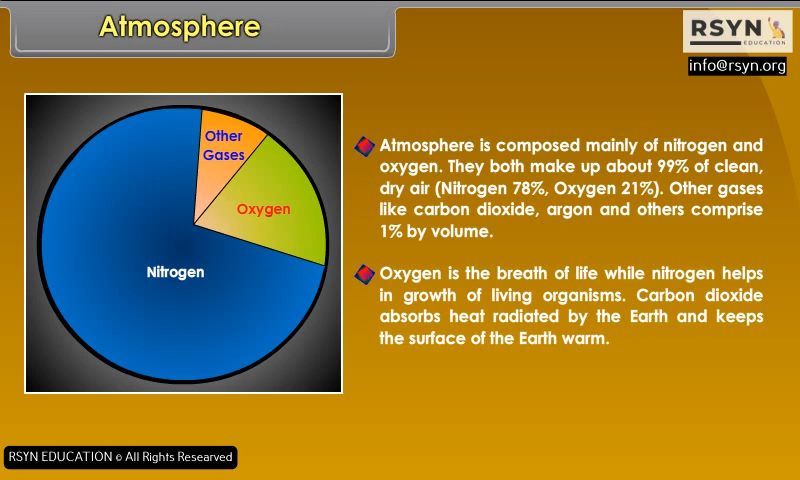 Atmosphere
RSYN
EDUCATION
info@rsyn.org
Other
Gases
Oxygen
Nitrogen
Atmosphere is composed mainly of nitrogen and
oxygen. They both make up about 99% of clean,
dry air (Nitrogen 78%, Oxygen 21%). Other gases
like carbon dioxide, argon and others comprise
1% by volume.
Oxygen is the breath of life while nitrogen helps
in growth of living organisms. Carbon dioxide
absorbs heat radiated by the Earth and keeps
the surface of the Earth warm.
RSYN EDUCATION © All Rights Researved